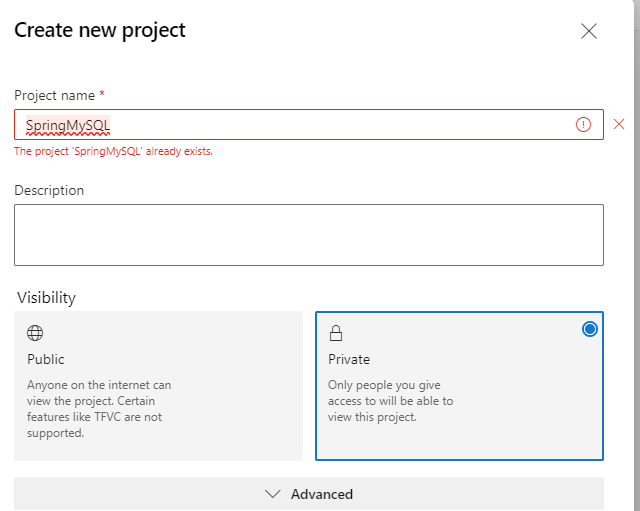 Create new project
Project name *
SpringMySQL
The project 'SpringMySQL' already exists.
Description
Visibility
Public
Anyone on the internet can
view the project. Certain
features like TFVC are not
supported.
Private
Only people you give
access to will be able to
view this project.
Advanced